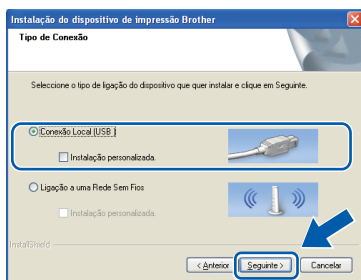 Instalação do dispositivo de impressão Brother
Tipo de Conexão
Seleccione o tipo de ligação do dispositivo que quer instalar e clique em Seguinte.
Conexão Local (USB )
Instalação personalizada.
Ligação a uma Rede Sem Fios
Instalação personalizada.
InstallShield
< Anterior Seguinte > Cancelar